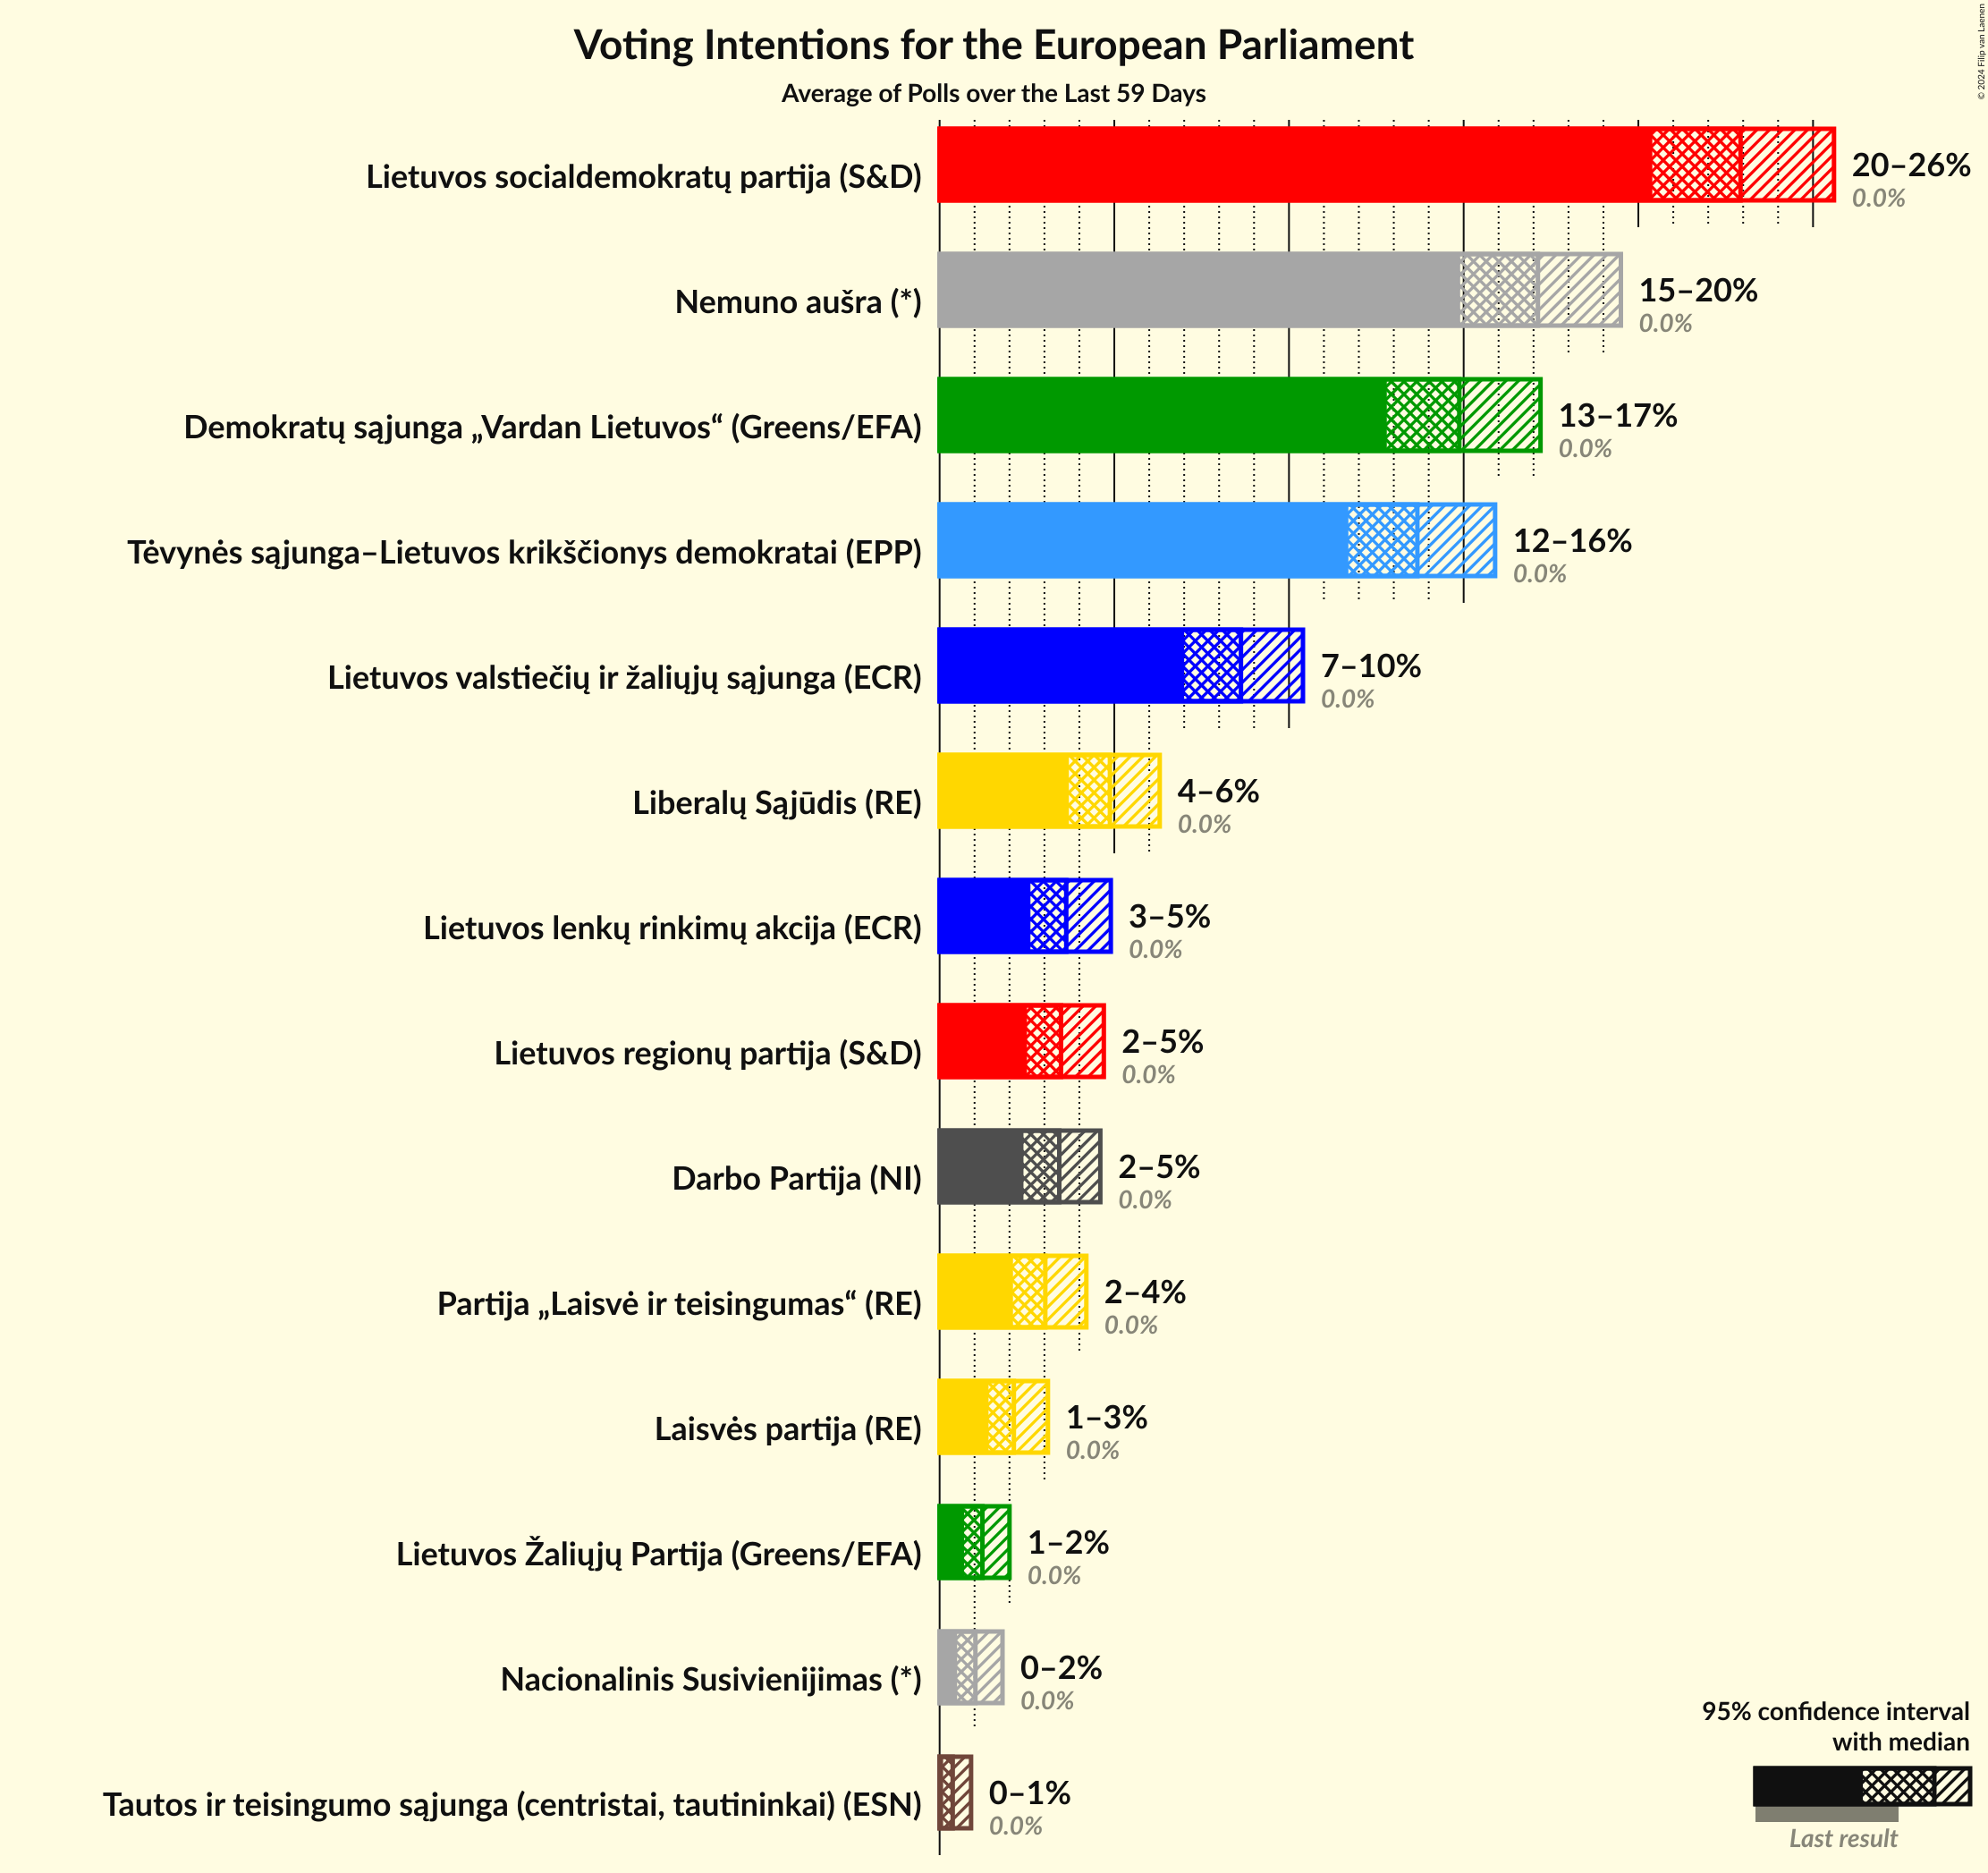 Voting Intentions for the European Parliament
Average of Polls over the Last 59 Days
© 2024 Filip van Laenen
Lietuvos socialdemokratų partija (S&D)
20–26%
0.0%
Nemuno aušra (*)
15–20%
0.0%
Demokratų sąjunga „Vardan Lietuvos“ (Greens/EFA)
13–17%
0.0%
Tėvynės sąjunga–Lietuvos krikščionys demokratai (EPP)
12–16%
0.0%
Lietuvos valstiečių ir žaliųjų sąjunga (ECR)
7–10%
0.0%
Liberalų Sąjūdis (RE)
4–6%
0.0%
Lietuvos lenkų rinkimų akcija (ECR)
3–5%
0.0%
Lietuvos regionų partija (S&D)
2–5%
0.0%
Darbo Partija (NI)
2–5%
0.0%
Partija „Laisvė ir teisingumas“ (RE)
2–4%
0.0%
Laisvės partija (RE)
1–3%
0.0%
Lietuvos Žaliųjų Partija (Greens/EFA)
1–2%
0.0%
Nacionalinis Susivienijimas (*)
0–2%
0.0%
Tautos ir teisingumo sąjunga (centristai, tautininkai) (ESN)
0–1%
0.0%
95% confidence interval
with median
Last result